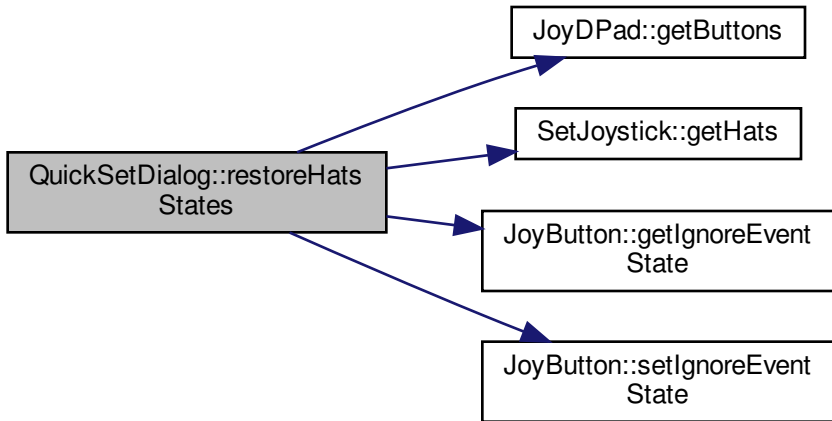 JoyDPad::getButtons
SetJoystick::getHats
QuickSetDialog::restoreHats
States
JoyButton::getIgnoreEvent
State
JoyButton::setIgnoreEvent
State